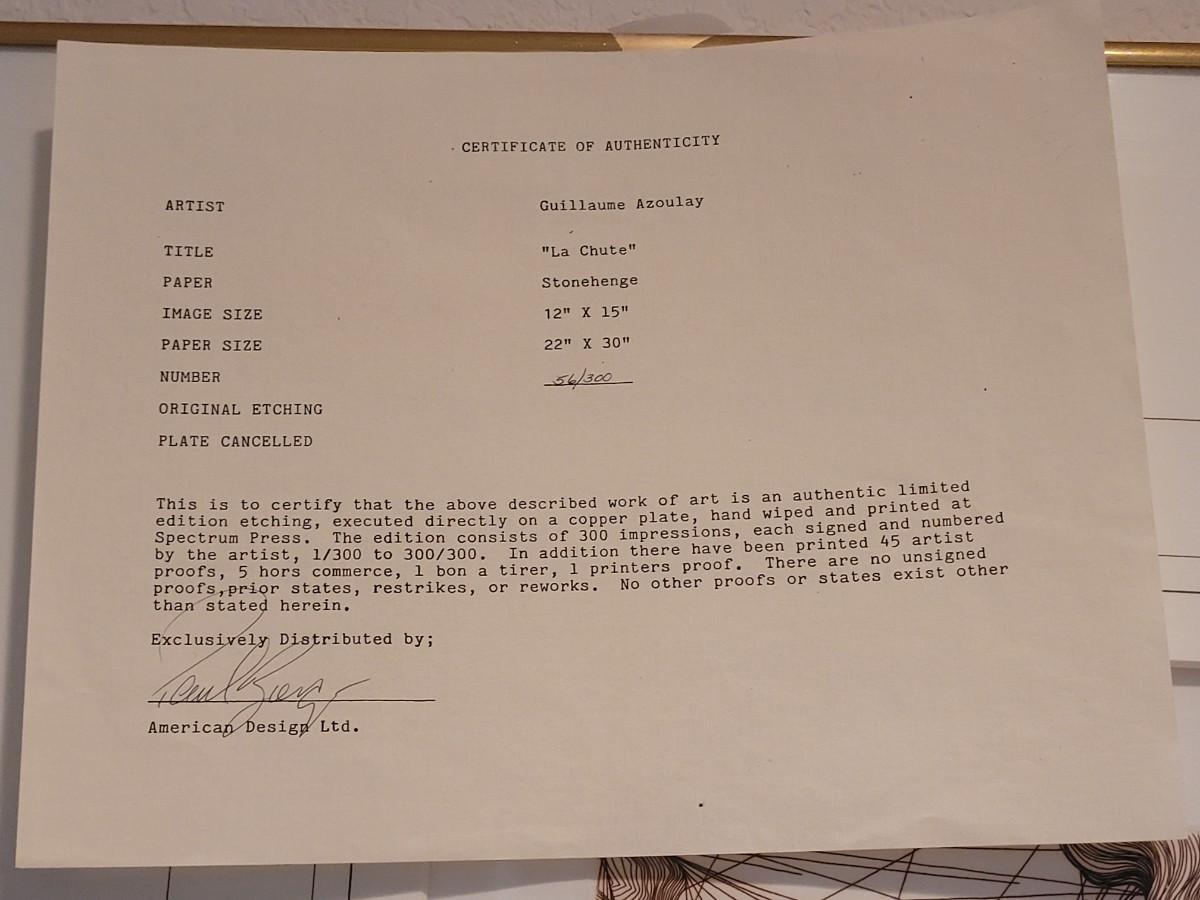 CERTIFICATE OF AUTHENTICITY
ARTIST Guillaume Azoulay
TITLE "La Chute"
PAPER Stonehenge
IMAGE SIZE 12" X 15"
PAPER SIZE 22" X 30"
NUMBER 56/300
ORIGINAL ETCHING
PLATE CANCELLED
This is to certify that the above described work of art is an authentic limited
edition etching, executed directly on a copper plate, hand wiped and printed at
Spectrum Press. The edition consists of 300 impressions, each signed and numbered
by the artist, 1/300 to 300/300. In addition there have been printed 45 artist
proofs, 5 hors commerce, 1 bon a tirer, 1 printers proof. There are no unsigned
proofs,prior states, restrikes, or reworks. No other proofs or states exist other
than stated herein.
Exclusively Distributed by;
American Design Ltd.